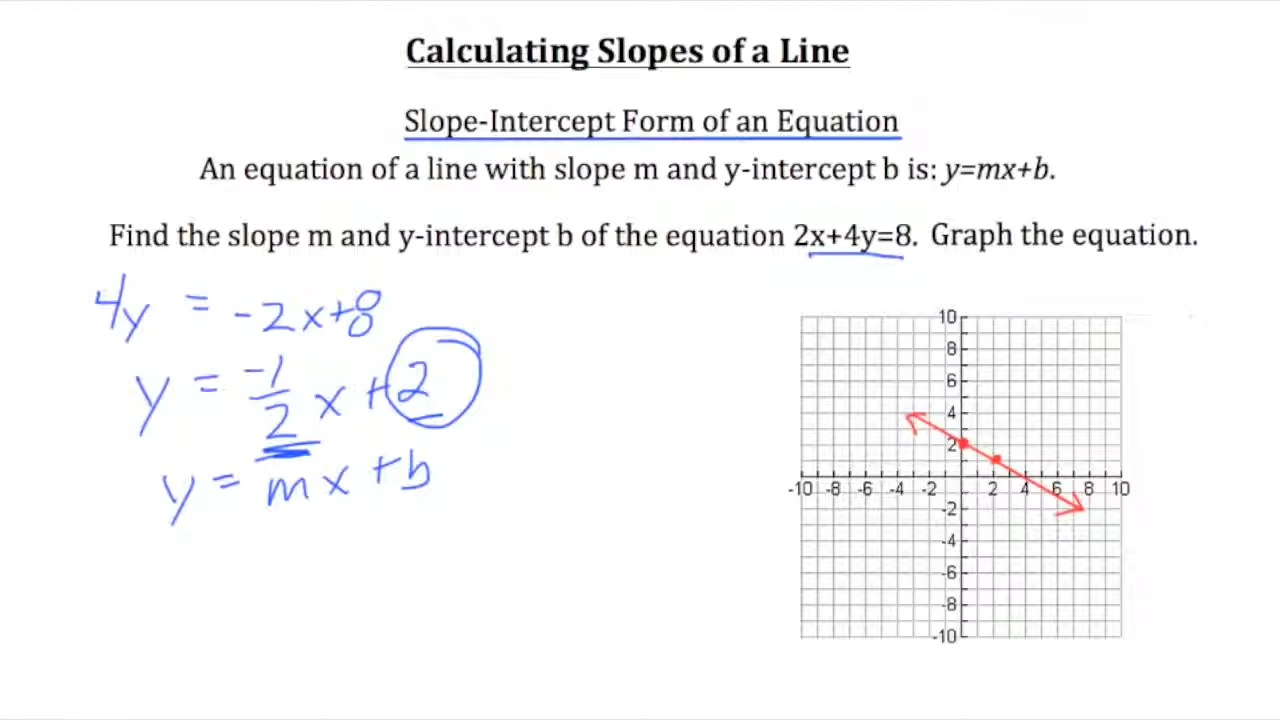 Calculating Slopes of a Line
Slope-Intercept Form of an Equation
An equation of a line with slope m and y-intercept b is: y=mx+b.
Find the slope m and y-intercept b of the equation 2x+4y=8. Graph the equation.
4y = -2x+8
y = -1/2 x + 2
y = mx + b
10
8
6
4
2
-10 -8 -6 -4 -2 2 4 6 8 10
-2
-4
-6
-8
-10